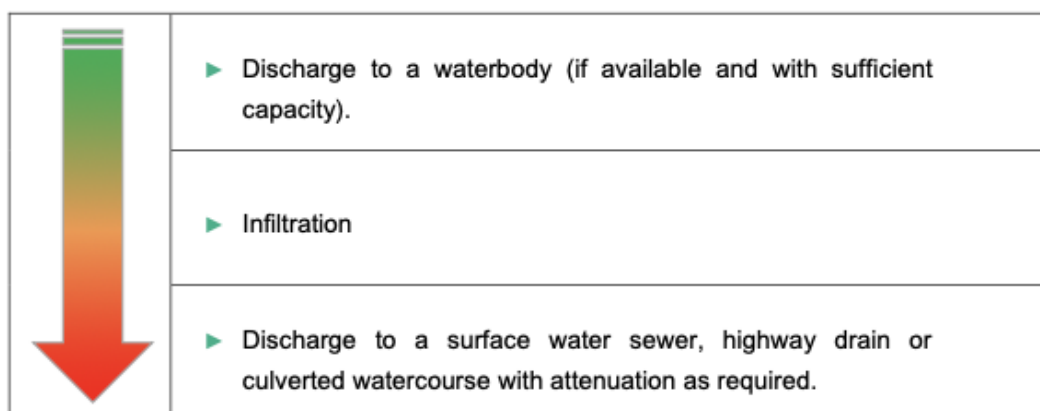 ► Discharge to a waterbody (if available and with sufficient
capacity).
► Infiltration
► Discharge to a surface water sewer, highway drain or
culverted watercourse with attenuation as required.